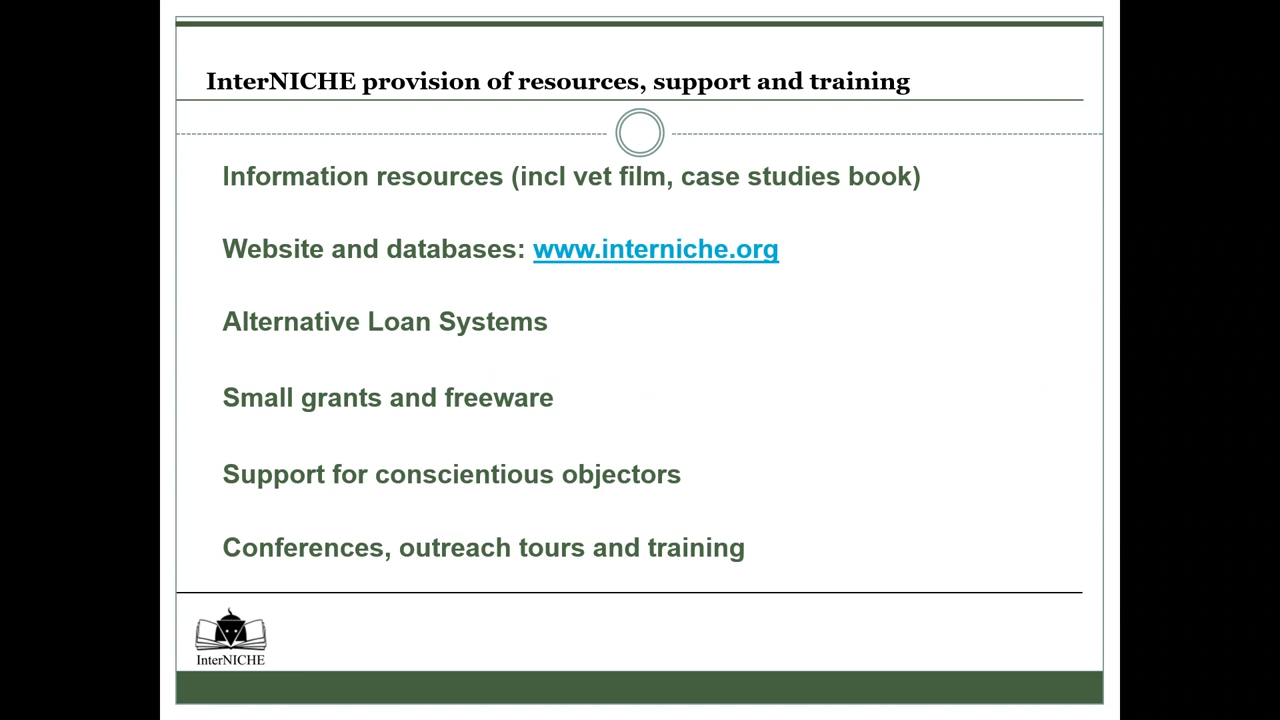 InterNICHE provision of resources, support and training
Information resources (incl vet film, case studies book)
Website and databases: www.interniche.org
Alternative Loan Systems
Small grants and freeware
Support for conscientious objectors
Conferences, outreach tours and training
InterNICHE